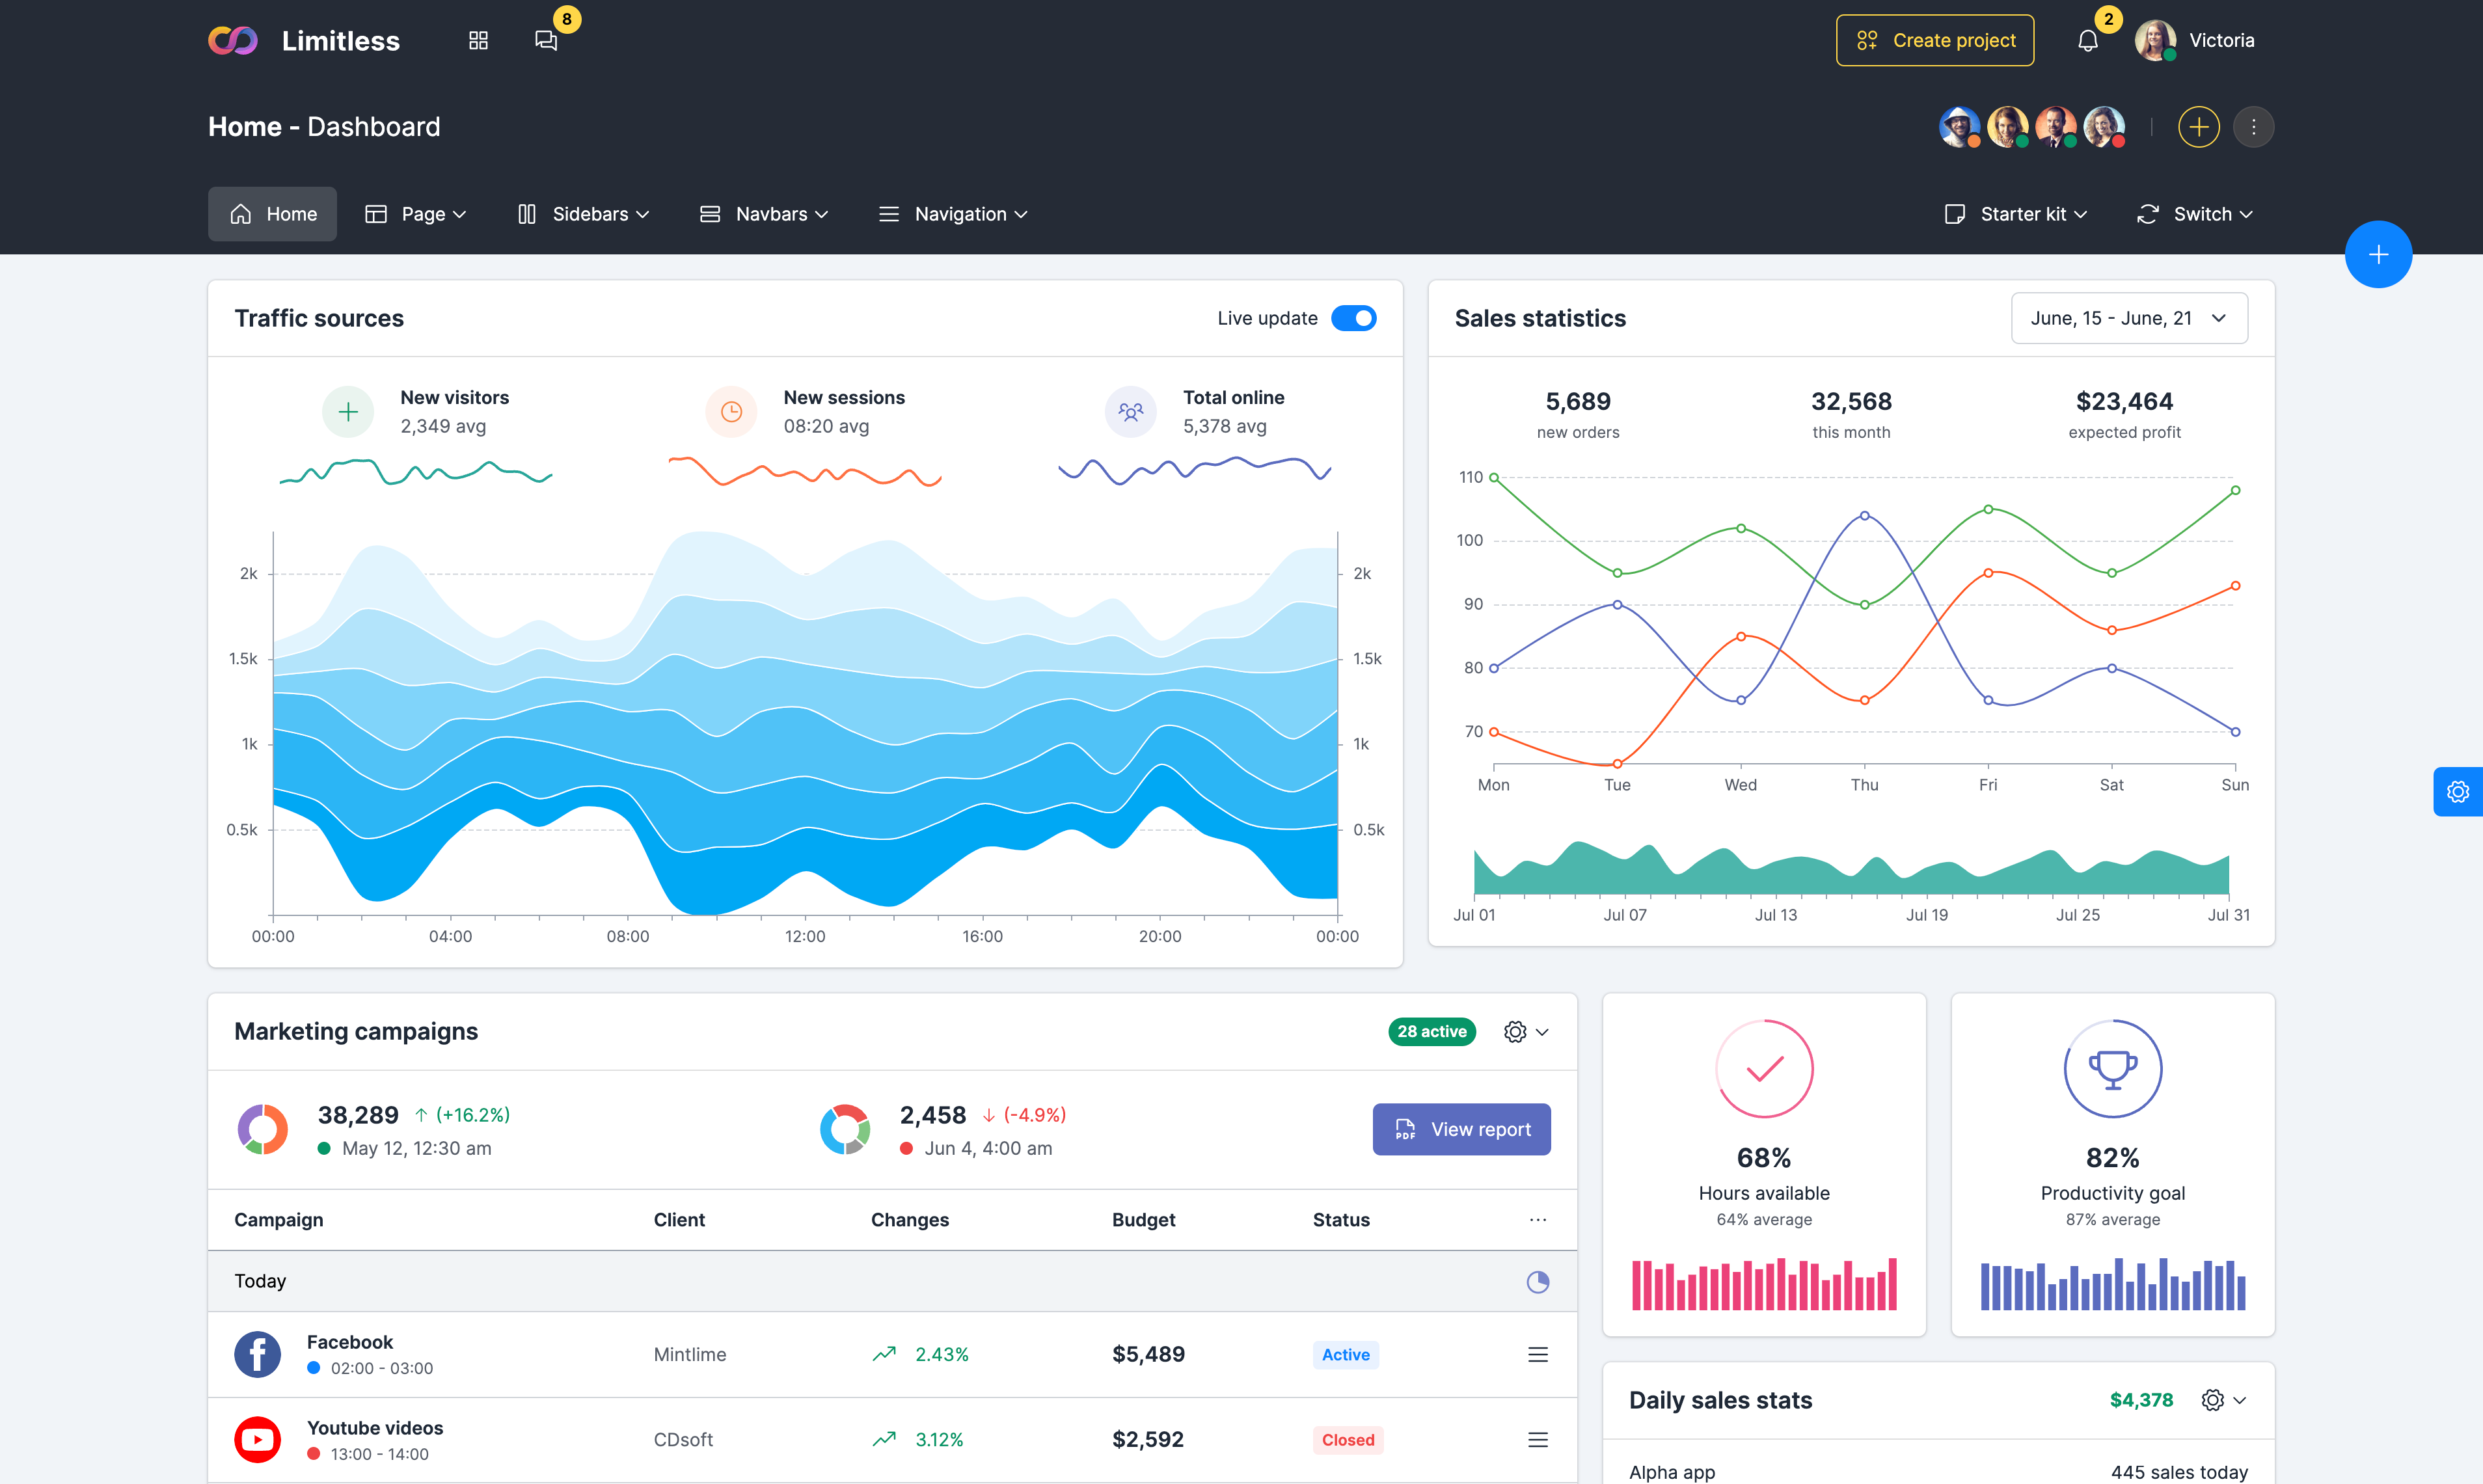 Limitless
8
Create project
2
Victoria
Home - Dashboard
Home
Page
Sidebars
Navbars
Navigation
Starter kit
Switch
Traffic sources
Live update
New visitors
2,349 avg
New sessions
08:20 avg
Total online
5,378 avg
2k
1.5k
1k
0.5k
2k
1.5k
1k
0.5k
00:00
04:00
08:00
12:00
16:00
20:00
00:00
Sales statistics
June, 15 - June, 21
5,689
new orders
32,568
this month
$23,464
expected profit
110
100
90
80
70
Mon
Tue
Wed
Thu
Fri
Sat
Sun
Jul 01
Jul 07
Jul 13
Jul 19
Jul 25
Jul 31
Marketing campaigns
28 active
38,289
(+16.2%)
May 12, 12:30 am
2,458
(-4.9%)
Jun 4, 4:00 am
PDF
View report
Campaign
Client
Changes
Budget
Status
Today
Facebook
02:00 - 03:00
Mintlime
2.43%
$5,489
Active
Youtube videos
13:00 - 14:00
CDsoft
3.12%
$2,592
Closed
68%
Hours available
64% average
82%
Productivity goal
87% average
Daily sales stats
$4,378
Alpha app
445 sales today